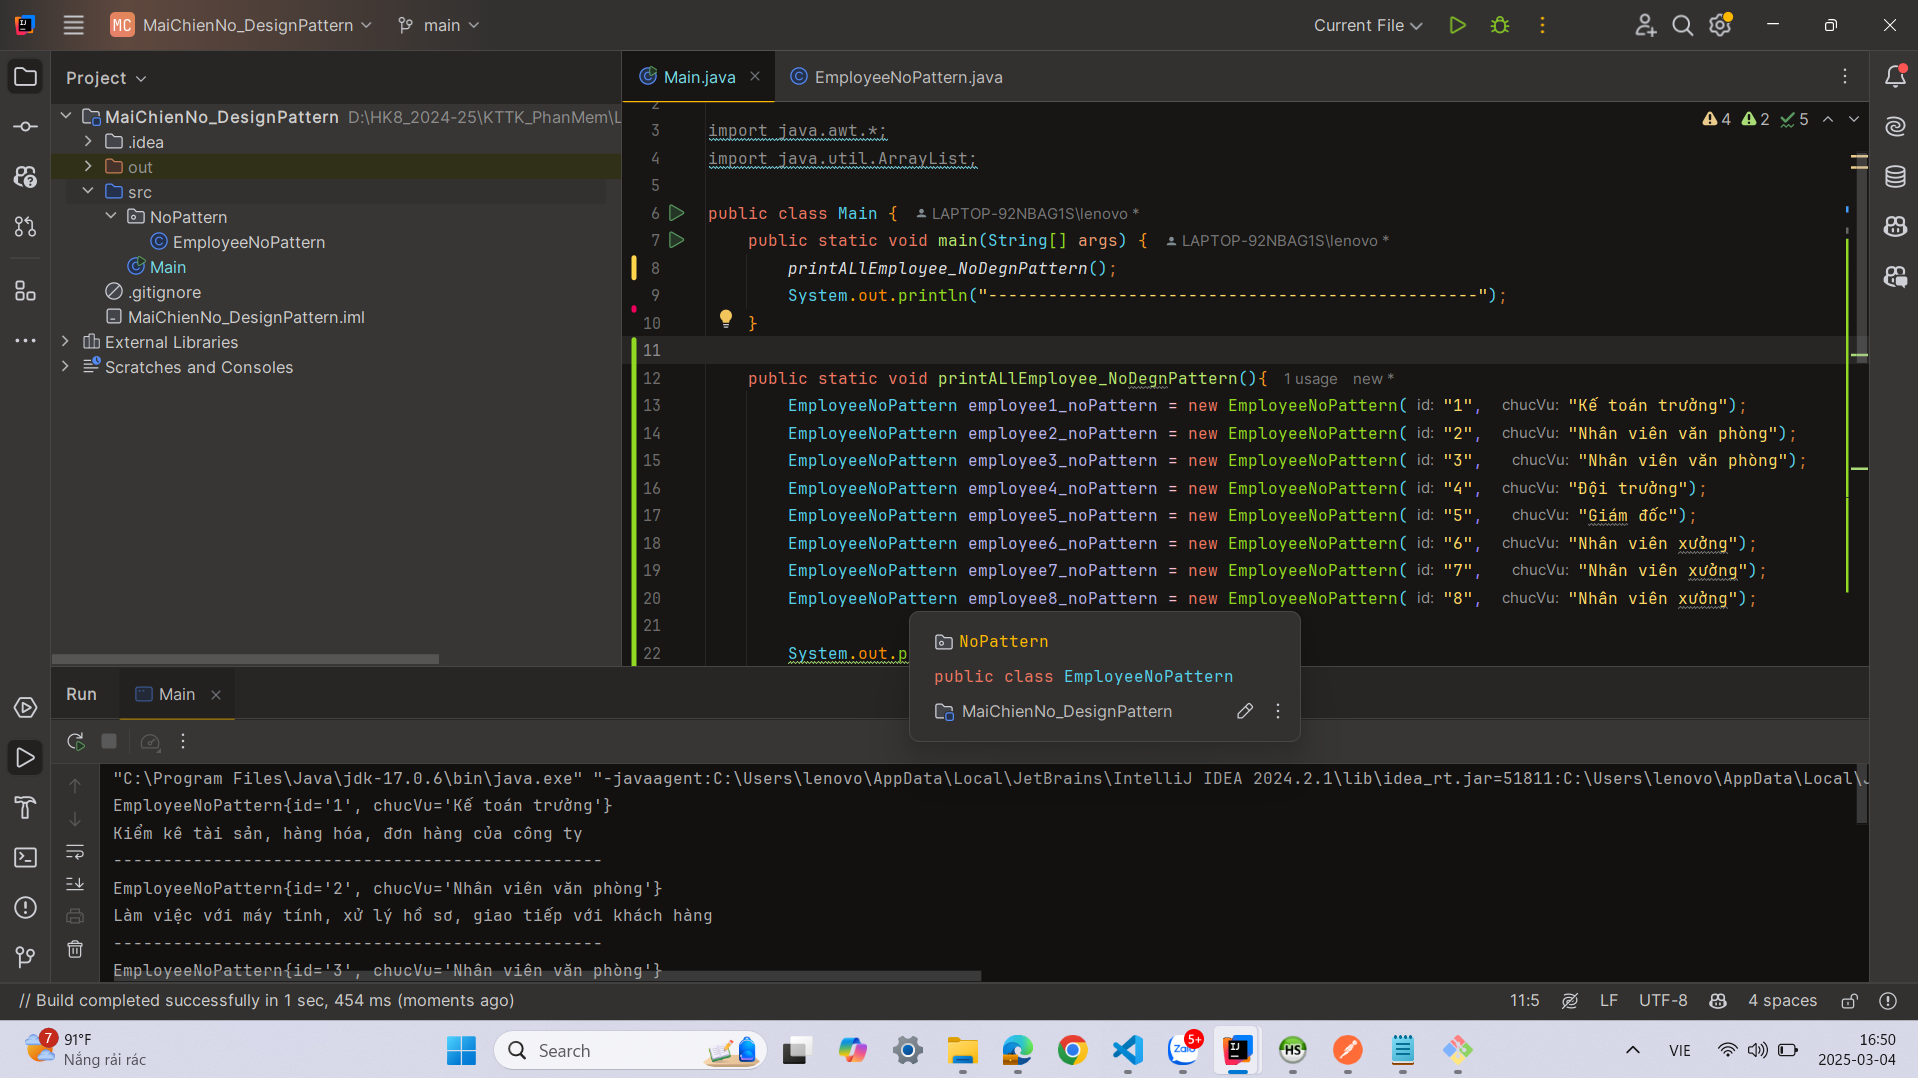 MC MaiChienNo_DesignPattern main Current File
Project
Main.java EmployeeNoPattern.java
MaiChienNo_DesignPattern D:\HK8_2024-25\KTTK_PhanMem\L
.idea
out
src
NoPattern
EmployeeNoPattern
Main
.gitignore
MaiChienNo_DesignPattern.iml
External Libraries
Scratches and Consoles
4 2 5
2
3 import java.awt.*;
4 import java.util.ArrayList;
5
6 public class Main { LAPTOP-92NBAG1S\lenovo *
7 public static void main(String[] args) { LAPTOP-92NBAG1S\lenovo *
8 printALlEmployee_NoDegnPattern();
9 System.out.println("-------------------------------------------------");
10 }
11
12 public static void printALlEmployee_NoDegnPattern(){ 1 usage new *
13 EmployeeNoPattern employee1_noPattern = new EmployeeNoPattern( id: "1", chucVu: "Kế toán trưởng");
14 EmployeeNoPattern employee2_noPattern = new EmployeeNoPattern( id: "2", chucVu: "Nhân viên văn phòng");
15 EmployeeNoPattern employee3_noPattern = new EmployeeNoPattern( id: "3", chucVu: "Nhân viên văn phòng");
16 EmployeeNoPattern employee4_noPattern = new EmployeeNoPattern( id: "4", chucVu: "Đội trưởng");
17 EmployeeNoPattern employee5_noPattern = new EmployeeNoPattern( id: "5", chucVu: "Giám đốc");
18 EmployeeNoPattern employee6_noPattern = new EmployeeNoPattern( id: "6", chucVu: "Nhân viên xưởng");
19 EmployeeNoPattern employee7_noPattern = new EmployeeNoPattern( id: "7", chucVu: "Nhân viên xưởng");
20 EmployeeNoPattern employee8_noPattern = new EmployeeNoPattern( id: "8", chucVu: "Nhân viên xưởng");
21
22 System.out.p
NoPattern
public class EmployeeNoPattern
MaiChienNo_DesignPattern
Run Main
"C:\Program Files\Java\jdk-17.0.6\bin\java.exe" "-javaagent:C:\Users\lenovo\AppData\Local\JetBrains\IntelliJ IDEA 2024.2.1\lib\idea_rt.jar=51811:C:\Users\lenovo\AppData\Local\J
EmployeeNoPattern{id='1', chucVu='Kế toán trưởng'}
Kiểm kê tài sản, hàng hóa, đơn hàng của công ty
-------------------------------------------------
EmployeeNoPattern{id='2', chucVu='Nhân viên văn phòng'}
Làm việc với máy tính, xử lý hồ sơ, giao tiếp với khách hàng
-------------------------------------------------
EmployeeNoPattern{id='3', chucVu='Nhân viên văn phòng'}
// Build completed successfully in 1 sec, 454 ms (moments ago) 11:5 LF UTF-8 4 spaces
7 91°F
Nắng rải rác
Search
Zalo 5+
IJ
HS
VIE
16:50
2025-03-04